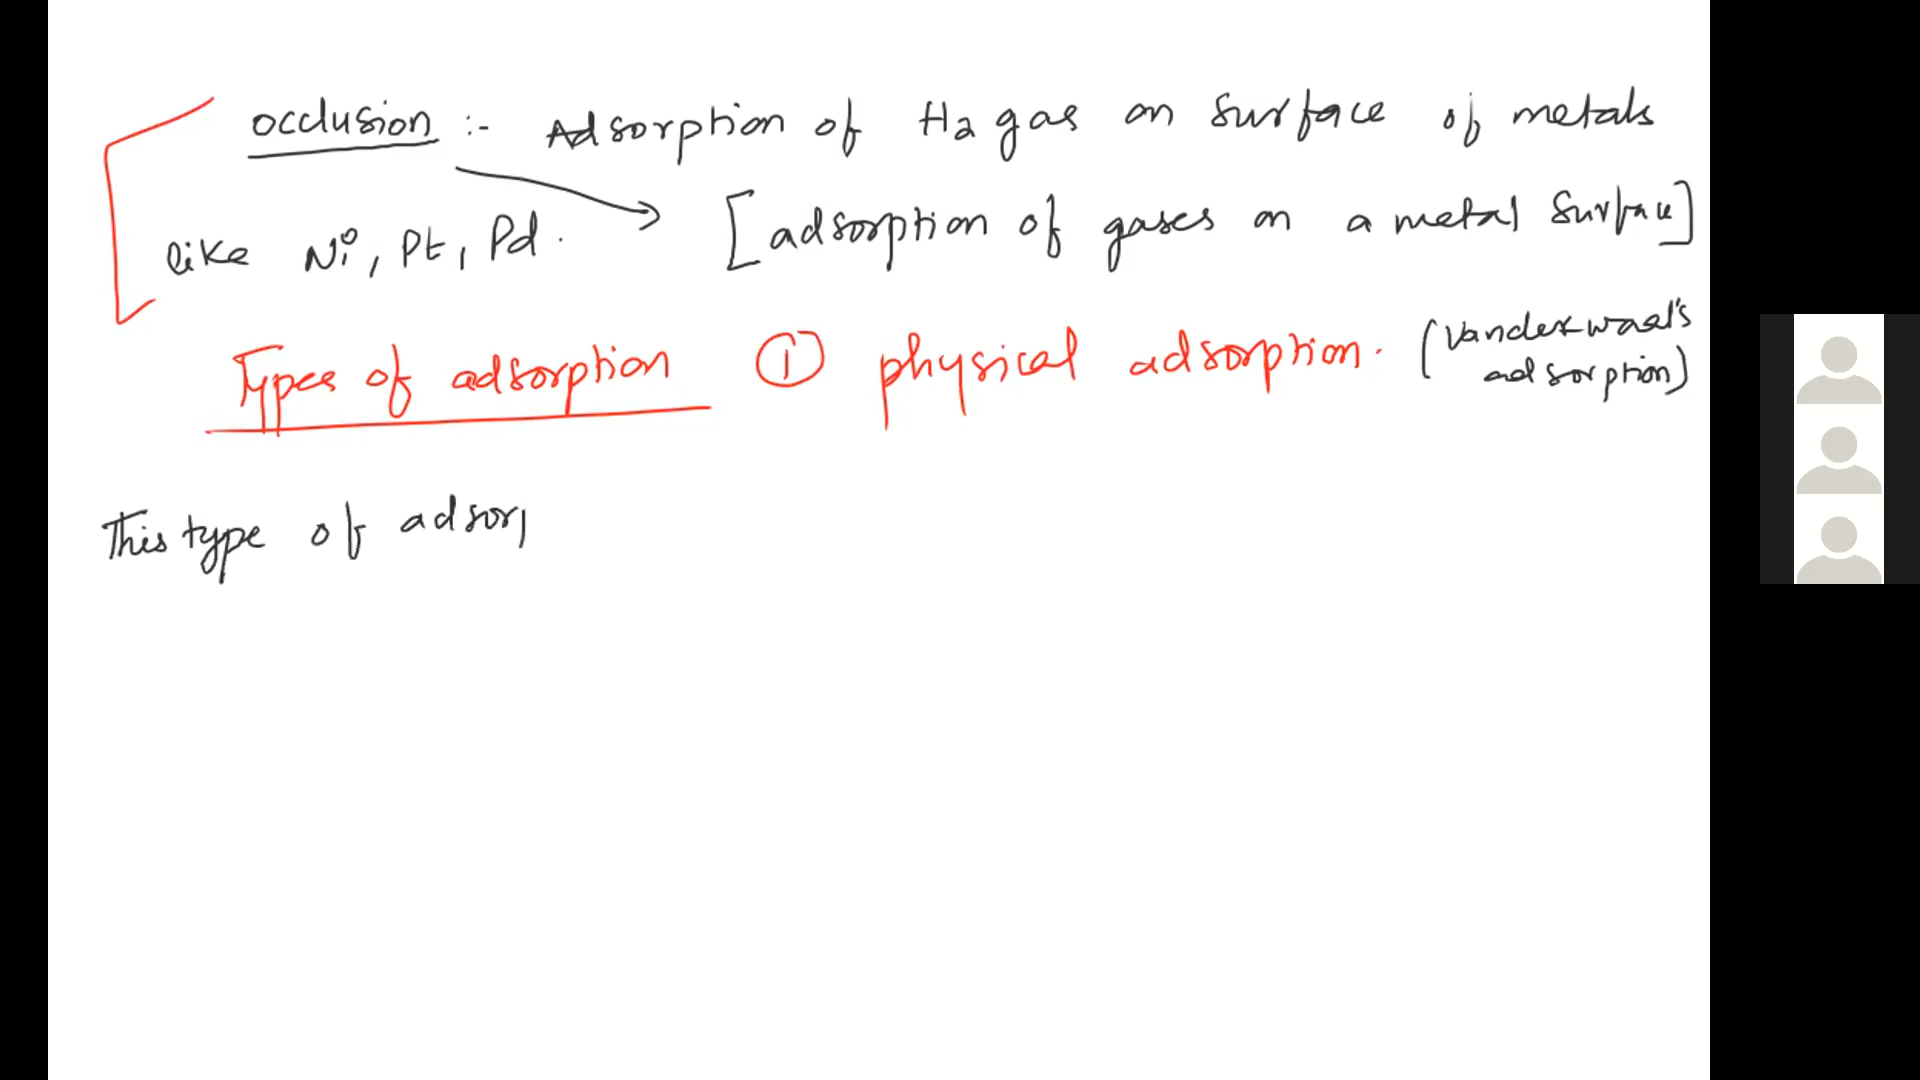 occlusion :- Adsorption of H2 gas on surface of metals
like Ni, Pt, Pd. [adsorption of gases on a metal surface]
Types of adsorption ① physical adsorption. (Vanderwaal's
adsorption)
This type of adsorp